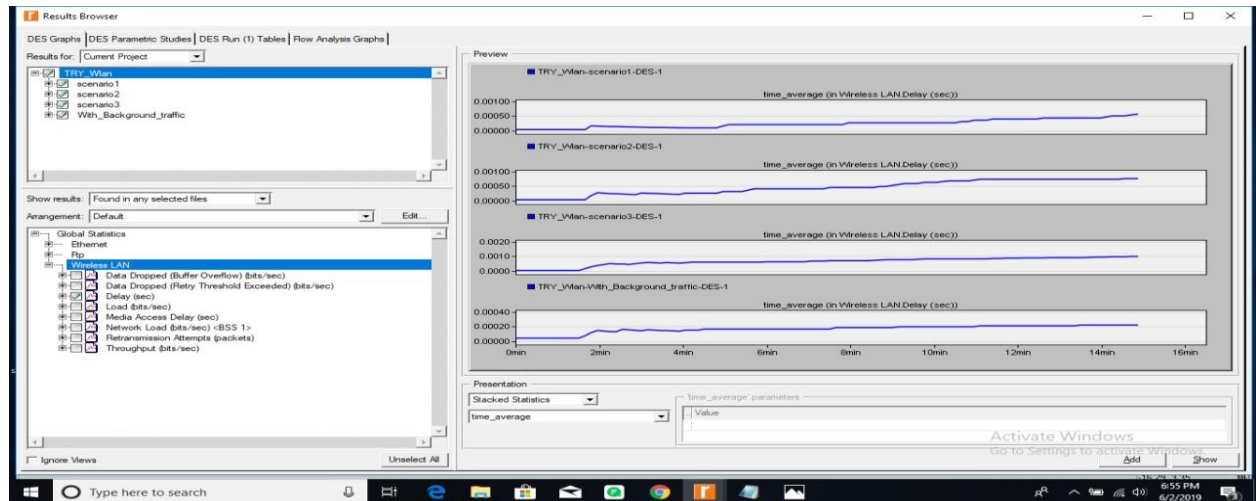 Results Browser
DES Graphs DES Parametric Studies DES Run (1) Tables Flow Analysis Graphs
Results for: Current Project
TRY_Wlan
scenario1
scenario2
scenario3
With_Background_traffic
Show results: Found in any selected files
Arrangement: Default Edit...
Global Statistics
Ethernet
Ftp
Wireless LAN
Data Dropped (Buffer Overflow) (bits/sec)
Data Dropped (Retry Threshold Exceeded) (bits/sec)
Delay (sec)
Load (bits/sec)
Media Access Delay (sec)
Network Load (bits/sec) <BSS 1>
Retransmission Attempts (packets)
Throughput (bits/sec)
Ignore Views Unselect All
Preview
TRY_Wlan-scenario1-DES-1
time_average (in Wireless LAN.Delay (sec))
0.00100
0.00050
0.00000
TRY_Wlan-scenario2-DES-1
time_average (in Wireless LAN.Delay (sec))
0.00100
0.00050
0.00000
TRY_Wlan-scenario3-DES-1
time_average (in Wireless LAN.Delay (sec))
0.0020
0.0010
0.0000
TRY_Wlan-With_Background_traffic-DES-1
time_average (in Wireless LAN.Delay (sec))
0.00040
0.00020
0.00000
0min 2min 4min 6min 8min 10min 12min 14min 16min
Presentation
Stacked Statistics
time_average
'time_average' parameters
Value
Activate Windows
Go to Settings to activate Windows.
Add Show
Type here to search
6:55 PM
6/2/2019